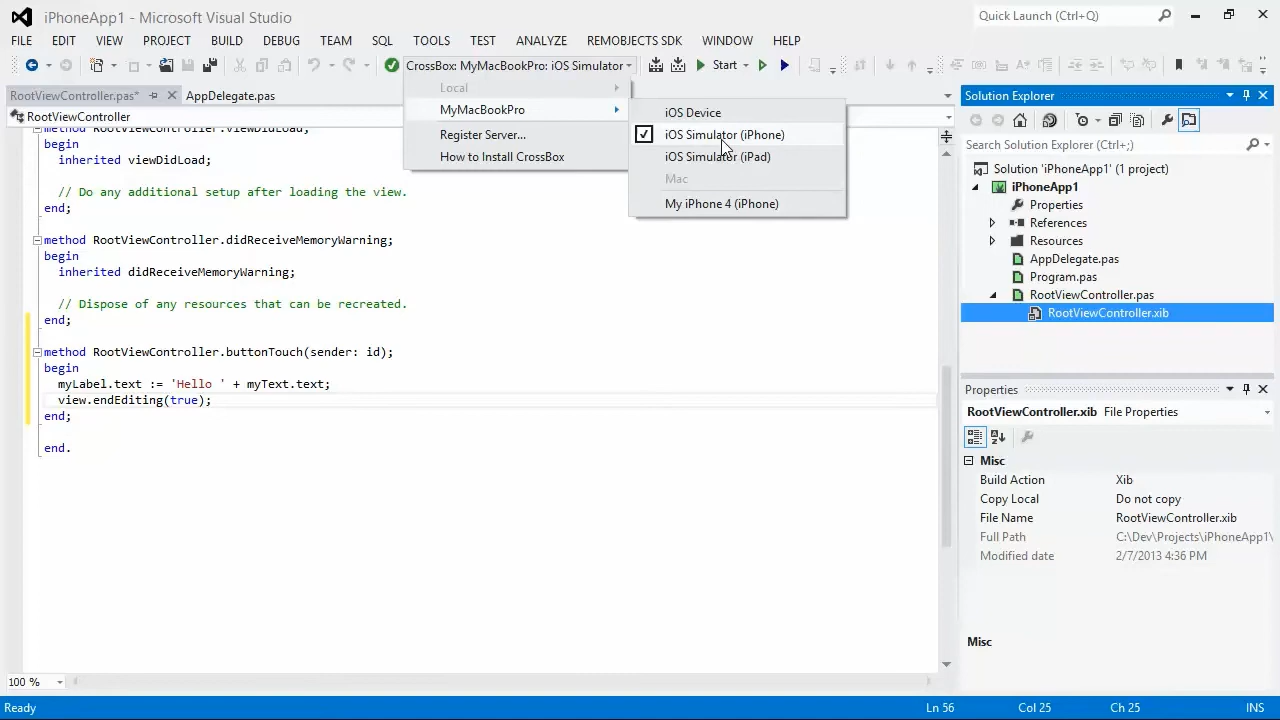 iPhoneApp1 - Microsoft Visual Studio
Quick Launch (Ctrl+Q)
FILE EDIT VIEW PROJECT BUILD DEBUG TEAM SQL TOOLS TEST ANALYZE REMOBJECTS SDK WINDOW HELP
CrossBox: MyMacBookPro: iOS Simulator
Start
RootViewController.pas*
AppDelegate.pas
RootViewController
Local
MyMacBookPro
Register Server...
How to Install CrossBox
iOS Device
iOS Simulator (iPhone)
iOS Simulator (iPad)
Mac
My iPhone 4 (iPhone)
method RootViewController.viewDidLoad;
begin
inherited viewDidLoad;
// Do any additional setup after loading the view.
end;
method RootViewController.didReceiveMemoryWarning;
begin
inherited didReceiveMemoryWarning;
// Dispose of any resources that can be recreated.
end;
method RootViewController.buttonTouch(sender: id);
begin
myLabel.text := 'Hello ' + myText.text;
view.endEditing(true);
end;
end.
100 %
Solution Explorer
Search Solution Explorer (Ctrl+;)
Solution 'iPhoneApp1' (1 project)
iPhoneApp1
Properties
References
Resources
AppDelegate.pas
Program.pas
RootViewController.pas
RootViewController.xib
Properties
RootViewController.xib File Properties
Misc
Build Action Xib
Copy Local Do not copy
File Name RootViewController.xib
Full Path C:\Dev\Projects\iPhoneApp1\
Modified date 2/7/2013 4:36 PM
Misc
Ready
Ln 56 Col 25 Ch 25 INS